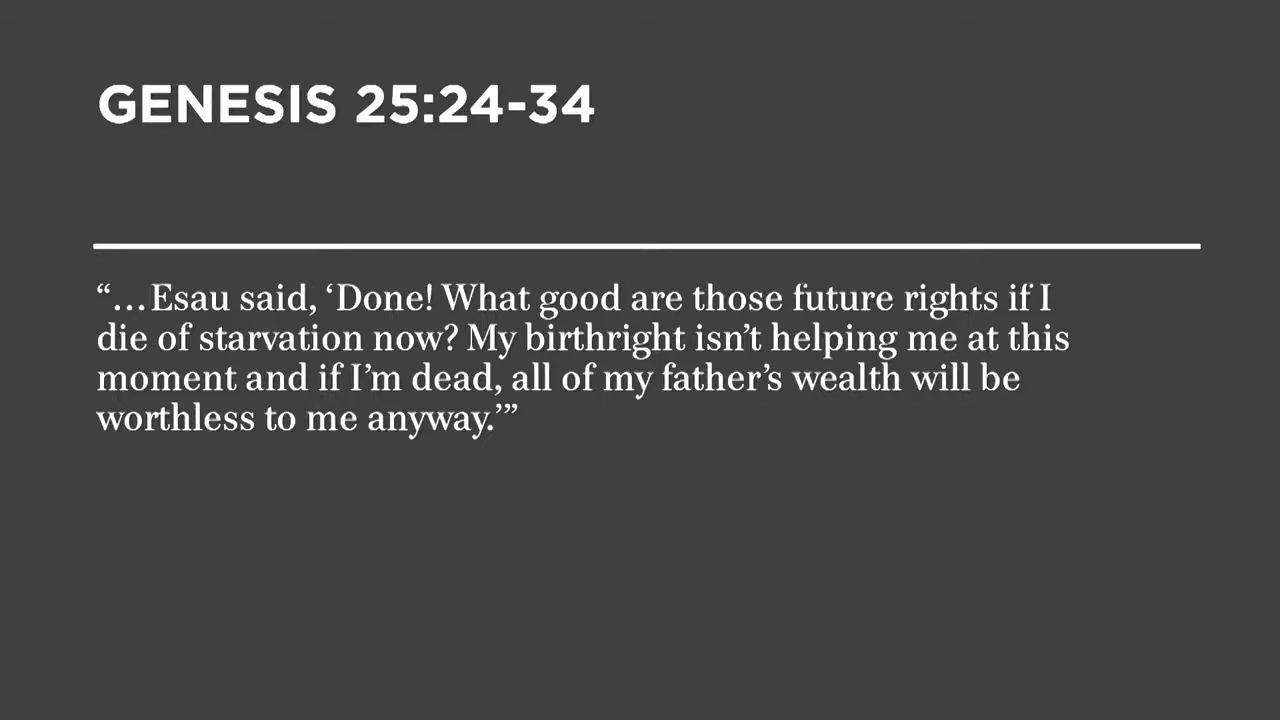 GENESIS 25:24-34
“…Esau said, ‘Done! What good are those future rights if I
die of starvation now? My birthright isn’t helping me at this
moment and if I’m dead, all of my father’s wealth will be
worthless to me anyway.’”